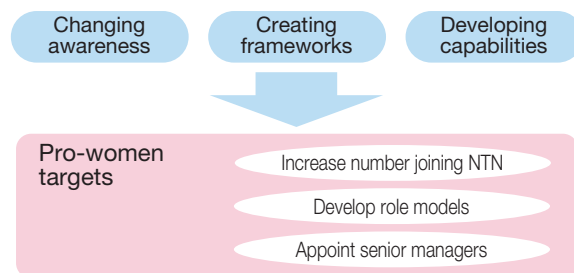 Changing
awareness
Creating
frameworks
Developing
capabilities
Pro-women
targets
Increase number joining NTN
Develop role models
Appoint senior managers